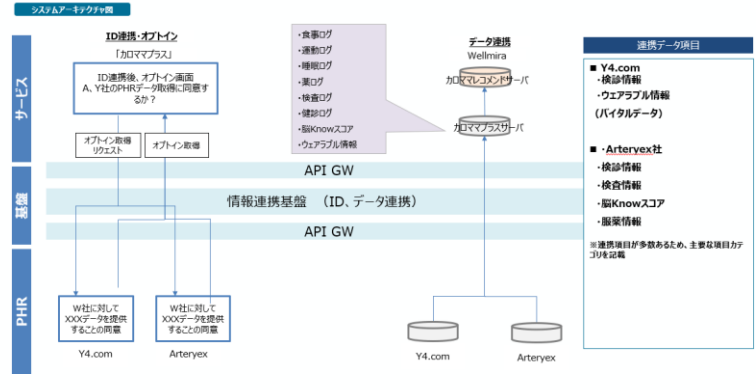 システムアーキテクチャ図
サービス
基盤
PHR
ID連携・オプトイン
「カロママプラス」
ID連携後、オプトイン画面
A, Y社のPHRデータ取得に同意するか？
オプトイン取得
リクエスト
オプトイン取得
・食事ログ
・運動ログ
・睡眠ログ
・薬ログ
・検査ログ
・健診ログ
・脳Knowスコア
・ウェアラブル情報
データ連携
Wellmira
カロママレコメンドサーバ
カロママプラスサーバ
API GW
情報連携基盤　（ID、データ連携）
API GW
W社に対して
XXXデータを提供
することの同意
Y4.com
W社に対して
XXXデータを提供
することの同意
Arteryex
Y4.com
Arteryex
連携データ項目
■ Y4.com
・検診情報
・ウェアラブル情報
（バイタルデータ）
■ ・Arteryex社
・検診情報
・検査情報
・脳Knowスコア
・服薬情報
※連携項目が多数あるため、主要な項目カテ
ゴリを記載